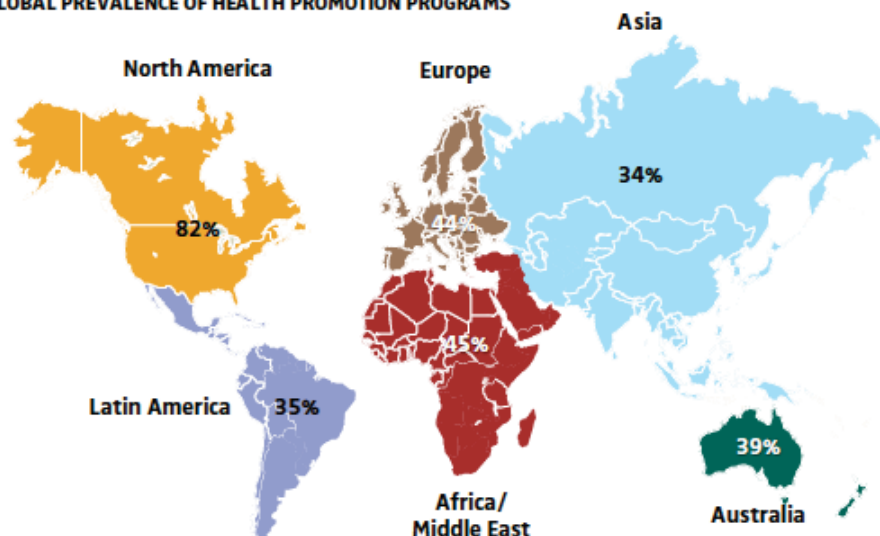 LOBAL PREVALENCE OF HEALTH PROMOTION PROGRAMS
Asia
North America
Europe
34%
82%
44%
45%
Latin America
35%
39%
Africa/
Middle East
Australia